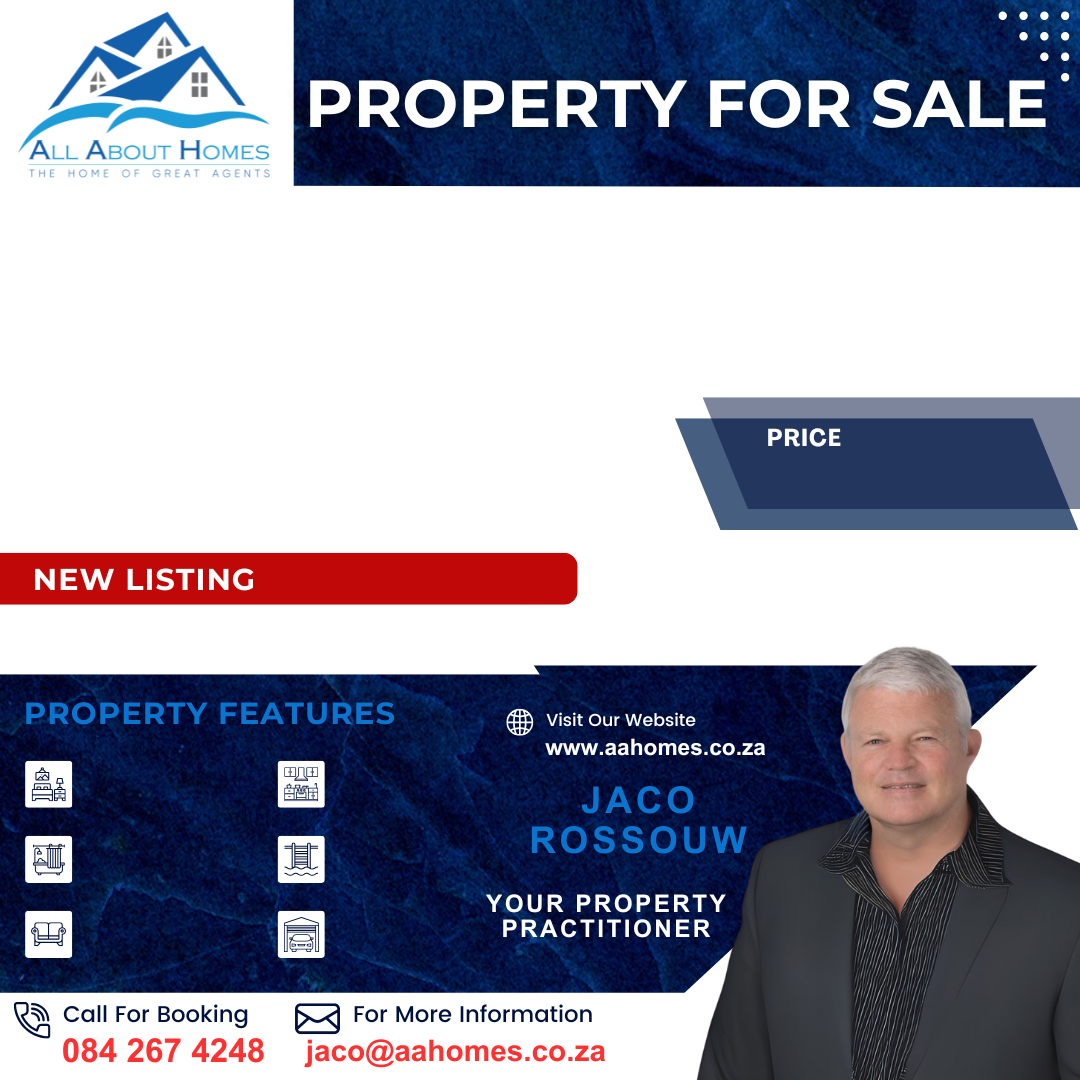 ALL ABOUT HOMES
THE HOME OF GREAT AGENTS
PROPERTY FOR SALE
PRICE
NEW LISTING
PROPERTY FEATURES
Visit Our Website
www.aahomes.co.za
JACO
ROSSOUW
YOUR PROPERTY
PRACTITIONER
Call For Booking
084 267 4248
For More Information
jaco@aahomes.co.za